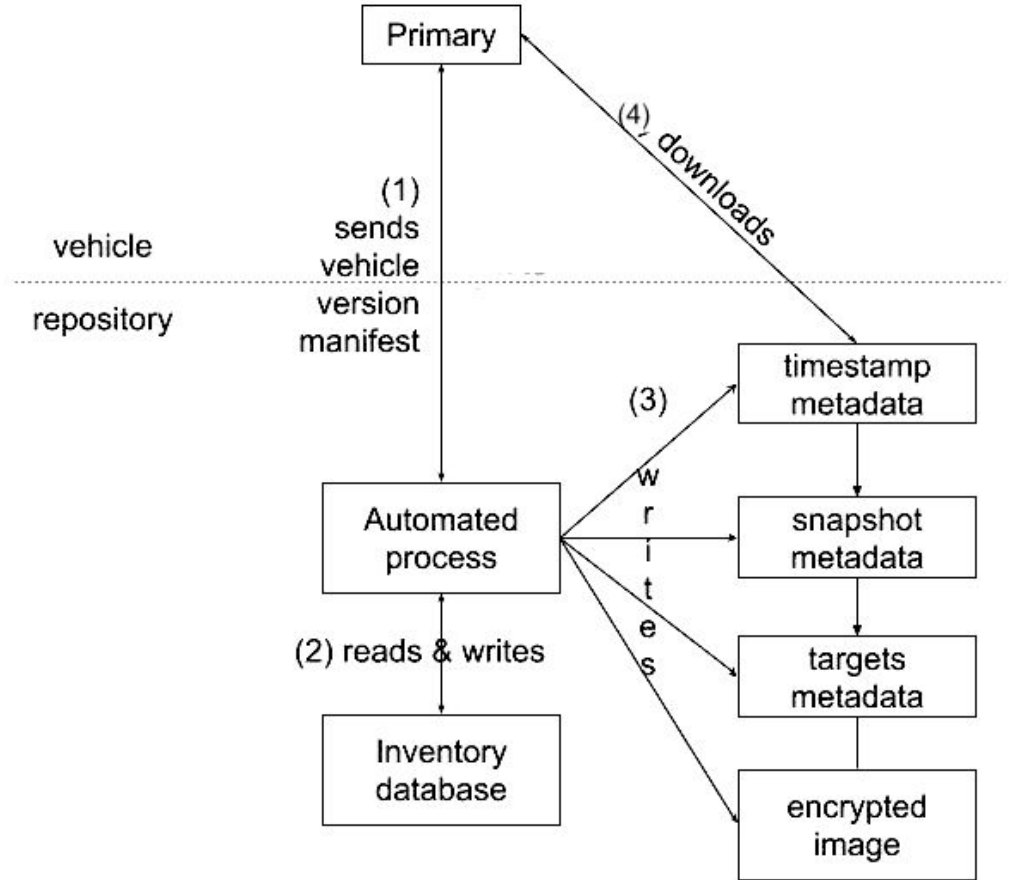 Primary
(4) downloads
(1)
sends
vehicle
version
manifest
vehicle
repository
timestamp
metadata
(3)
writes
Automated
process
snapshot
metadata
(2) reads & writes
targets
metadata
Inventory
database
encrypted
image